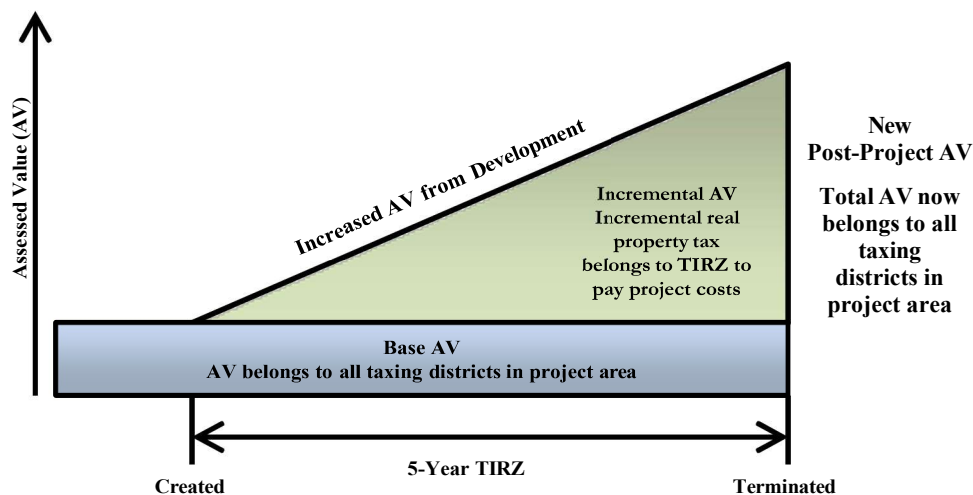 Assessed Value (AV)
Increased AV from Development
Incremental AV
Incremental real
property tax
belongs to TIRZ to
pay project costs
New
Post-Project AV
Total AV now
belongs to all
taxing
districts in
project area
Base AV
AV belongs to all taxing districts in project area
5-Year TIRZ
Created
Terminated